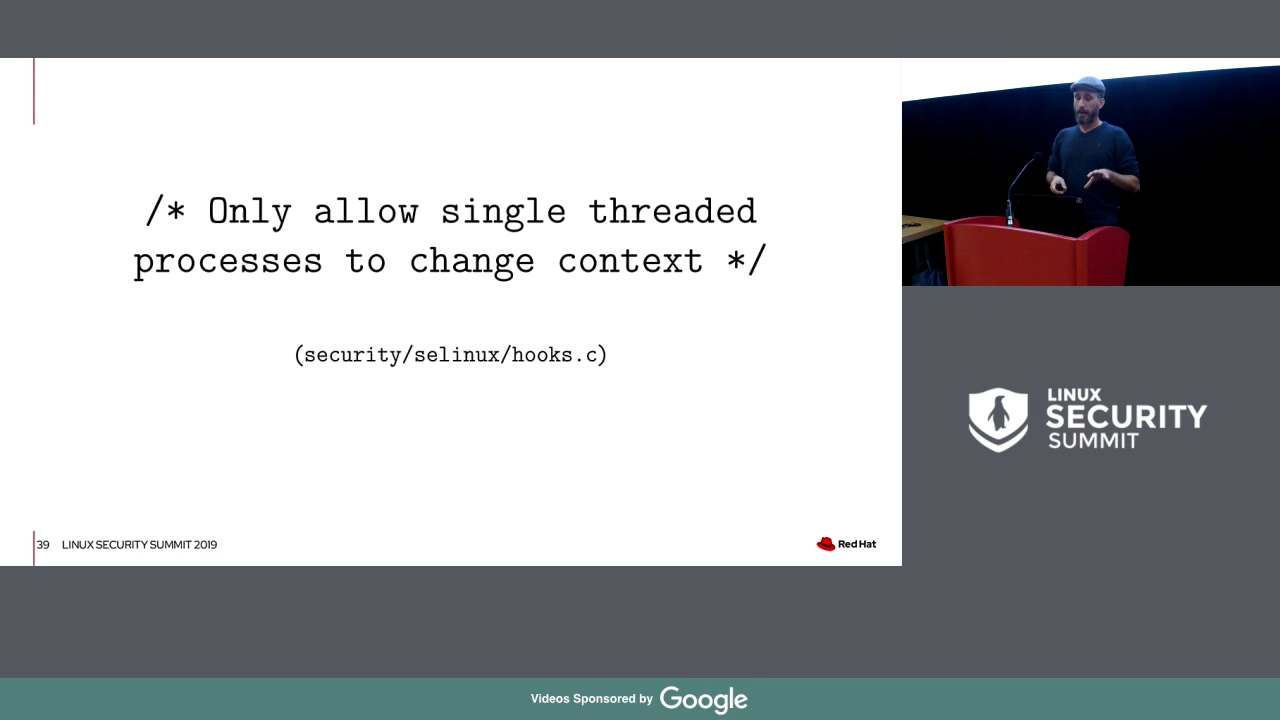 /* Only allow single threaded
processes to change context */
(security/selinux/hooks.c)
39 LINUX SECURITY SUMMIT 2019
Red Hat
LINUX
SECURITY
SUMMIT
Videos Sponsored by Google